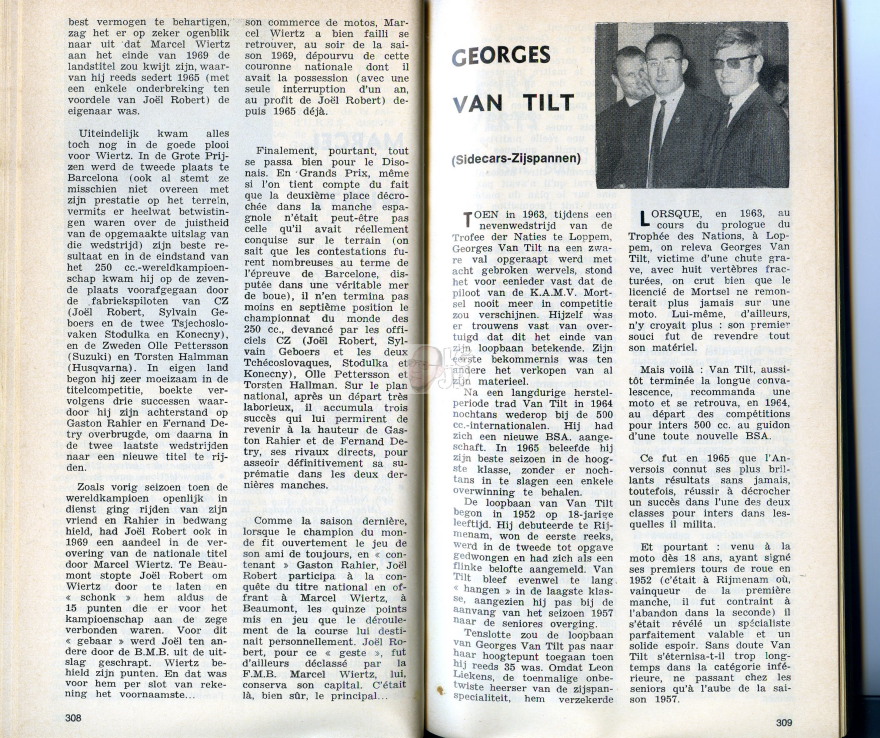 best vermogen te behartigen,
zag het er op zeker ogenblik
naar uit dat Marcel Wiertz
aan het einde van 1969 de
landstitel zou kwijt zijn, waar-
van hij reeds sedert 1965 (met
een enkele onderbreking ten
voordele van Joël Robert) de
eigenaar was.
Uiteindelijk kwam alles
toch nog in de goede plooi
voor Wiertz. In de Grote Prij-
zen werd de tweede plaats te
Barcelona (ook al stemt ze
misschien niet overeen met
zijn prestatie op het terrein,
vermits er heelwat betwistin-
gen waren over de juistheid
van de opgemaakte uitslag van
die wedstrijd) zijn beste re-
sultaat en in de eindstand van
het 250 cc.-wereldkampioen-
schap kwam hij op de zeven-
de plaats voorafgegaan door
de fabriekspiloten van CZ
(Joël Robert, Sylvain Ge-
boers en de twee Tsjechoslo-
vaken Stodulka en Konecny),
en de Zweden Olle Pettersson
(Suzuki) en Torsten Halmman
(Husqvarna). In eigen land
begon hij zeer moeizaam in de
titelcompetitie, boekte ver-
volgens drie successen waar-
door hij zijn achterstand op
Gaston Rahier en Fernand De-
try overbrugde, om daarna in
de twee laatste wedstrijden
naar een nieuwe titel te rij-
den.
Zoals vorig seizoen toen de
wereldkampioen openlijk in
dienst ging rijden van zijn
vriend en Rahier in bedwang
hield, had Joël Robert ook in
1969 een aandeel in de ver-
overing van de nationale titel
door Marcel Wiertz. Te Beau-
mont stopte Joël Robert om
Wiertz door te laten en
« schonk » hem aldus de
15 punten die er voor het
kampioenschap aan de zege
verbonden waren. Voor dit
« gebaar » werd Joël ten an-
dere door de B.M.B. uit de uit-
slag geschrapt. Wiertz be-
hield zijn punten. En dat was
voor hem per slot van reke-
ning het voornaamste...
308
son commerce de motos, Mar-
cel Wiertz a bien failli se
retrouver, au soir de la sai-
son 1969, dépourvu de cette
couronne nationale dont il
avait la possession (avec une
seule interruption d'un an,
au profit de Joël Robert) de-
puis 1965 déjà.
Finalement, pourtant, tout
se passa bien pour le Diso-
nais. En Grands Prix, même
si l'on tient compte du fait
que la deuxième place décro-
chée dans la manche espa-
gnole n'était peut-être pas
celle qu'il avait réellement
conquise sur le terrain (on
sait que les contestations fu-
rent nombreuses au terme de
l'épreuve de Barcelone, dis-
putée dans une véritable mer
de boue), il n'en termina pas
moins en septième position le
championnat du monde des
250 cc., devancé par les offi-
ciels CZ (Joël Robert, Syl-
vain Geboers et les deux
Tchécoslovaques, Stodulka et
Konecny), Olle Pettersson et
Torsten Hallman. Sur le plan
national, après un départ très
laborieux, il accumula trois
succès qui lui permirent de
revenir à la hauteur de Gas-
ton Rahier et de Fernand De-
try, ses rivaux directs, pour
asseoir définitivement sa su-
prématie dans les deux der-
nières manches.
Comme la saison dernière,
lorsque le champion du mon-
de fit ouvertement le jeu de
son ami de toujours, en « con-
tenant » Gaston Rahier, Joël
Robert participa à la con-
quête du titre national en of-
frant à Marcel Wiertz, à
Beaumont, les quinze points
mis en jeu que le déroule-
ment de la course lui desti-
nait personnellement. Joël Ro-
bert, pour ce « geste », fut
d'ailleurs déclassé par la
F.M.B. Marcel Wiertz, lui,
conserva son capital. C'était
là, bien sûr, le principal...
GEORGES
VAN TILT
(Sidecars-Zijspannen)
TOEN in 1963, tijdens een
nevenwedstrijd van de
Trofee der Naties te Loppem,
Georges Van Tilt na een zwa-
re val opgeraapt werd met
acht gebroken wervels, stond
het voor eenieder vast dat de
piloot van de K.A.M.V. Mort-
sel nooit meer in competitie
zou verschijnen. Hijzelf was
er trouwens vast van over-
tuigd dat dit het einde van
zijn loopbaan betekende. Zijn
eerste bekommernis was ten
andere het verkopen van al
zijn materieel.
Na een langdurige herstel-
periode trad Van Tilt in 1964
nochtans wederop bij de 500
cc.-internationalen. Hij had
zich een nieuwe BSA. aange-
schaft. In 1965 beleefde hij
zijn beste seizoen in de hoog-
ste klasse, zonder er noch-
tans in te slagen een enkele
overwinning te behalen.
De loopbaan van Van Tilt
begon in 1952 op 18-jarige
leeftijd. Hij debuteerde te Rij-
menam, won de eerste reeks,
werd in de tweede tot opgave
gedwongen en had zich als een
flinke belofte aangemeld. Van
Tilt bleef evenwel te lang
« hangen » in de laagste klas-
se, aangezien hij pas bij de
aanvang van het seizoen 1957
naar de seniores overging.
Tenslotte zou de loopbaan
van Georges Van Tilt pas naar
haar hoogtepunt toegaan toen
hij reeds 35 was. Omdat Leon
Liekens, de toenmalige onbe-
twiste heerser van de zijspan-
specialiteit, hem verzekerde
LORSQUE, en 1963, au
cours du prologue du
Trophée des Nations, à Lop-
pem, on releva Georges Van
Tilt, victime d'une chute gra-
ve, avec huit vertèbres frac-
turées, on crut bien que le
licencié de Mortsel ne remon-
terait plus jamais sur une
moto. Lui-même, d'ailleurs,
n'y croyait plus : son premier
souci fut de revendre tout
son matériel.
Mais voilà : Van Tilt, aussi-
tôt terminée la longue conva-
lescence, recommanda une
moto et se retrouva, en 1964,
au départ des compétitions
pour inters 500 cc. au guidon
d'une toute nouvelle BSA.
Ce fut en 1965 que l'An-
versois connut ses plus bril-
lants résultats sans jamais,
toutefois, réussir à décrocher
un succès dans l'une des deux
classes pour inters dans les-
quelles il milita.
Et pourtant : venu à la
moto dès 18 ans, ayant signé
ses premiers tours de roue en
1952 (c'était à Rijmenam où,
vainqueur de la première
manche, il fut contraint à
l'abandon dans la seconde) il
s'était révélé un spécialiste
parfaitement valable et un
solide espoir. Sans doute Van
Tilt s'éternisa-t-il trop long-
temps dans la catégorie infé-
rieure, ne passant chez les
seniors qu'à l'aube de la sai-
son 1957.
309